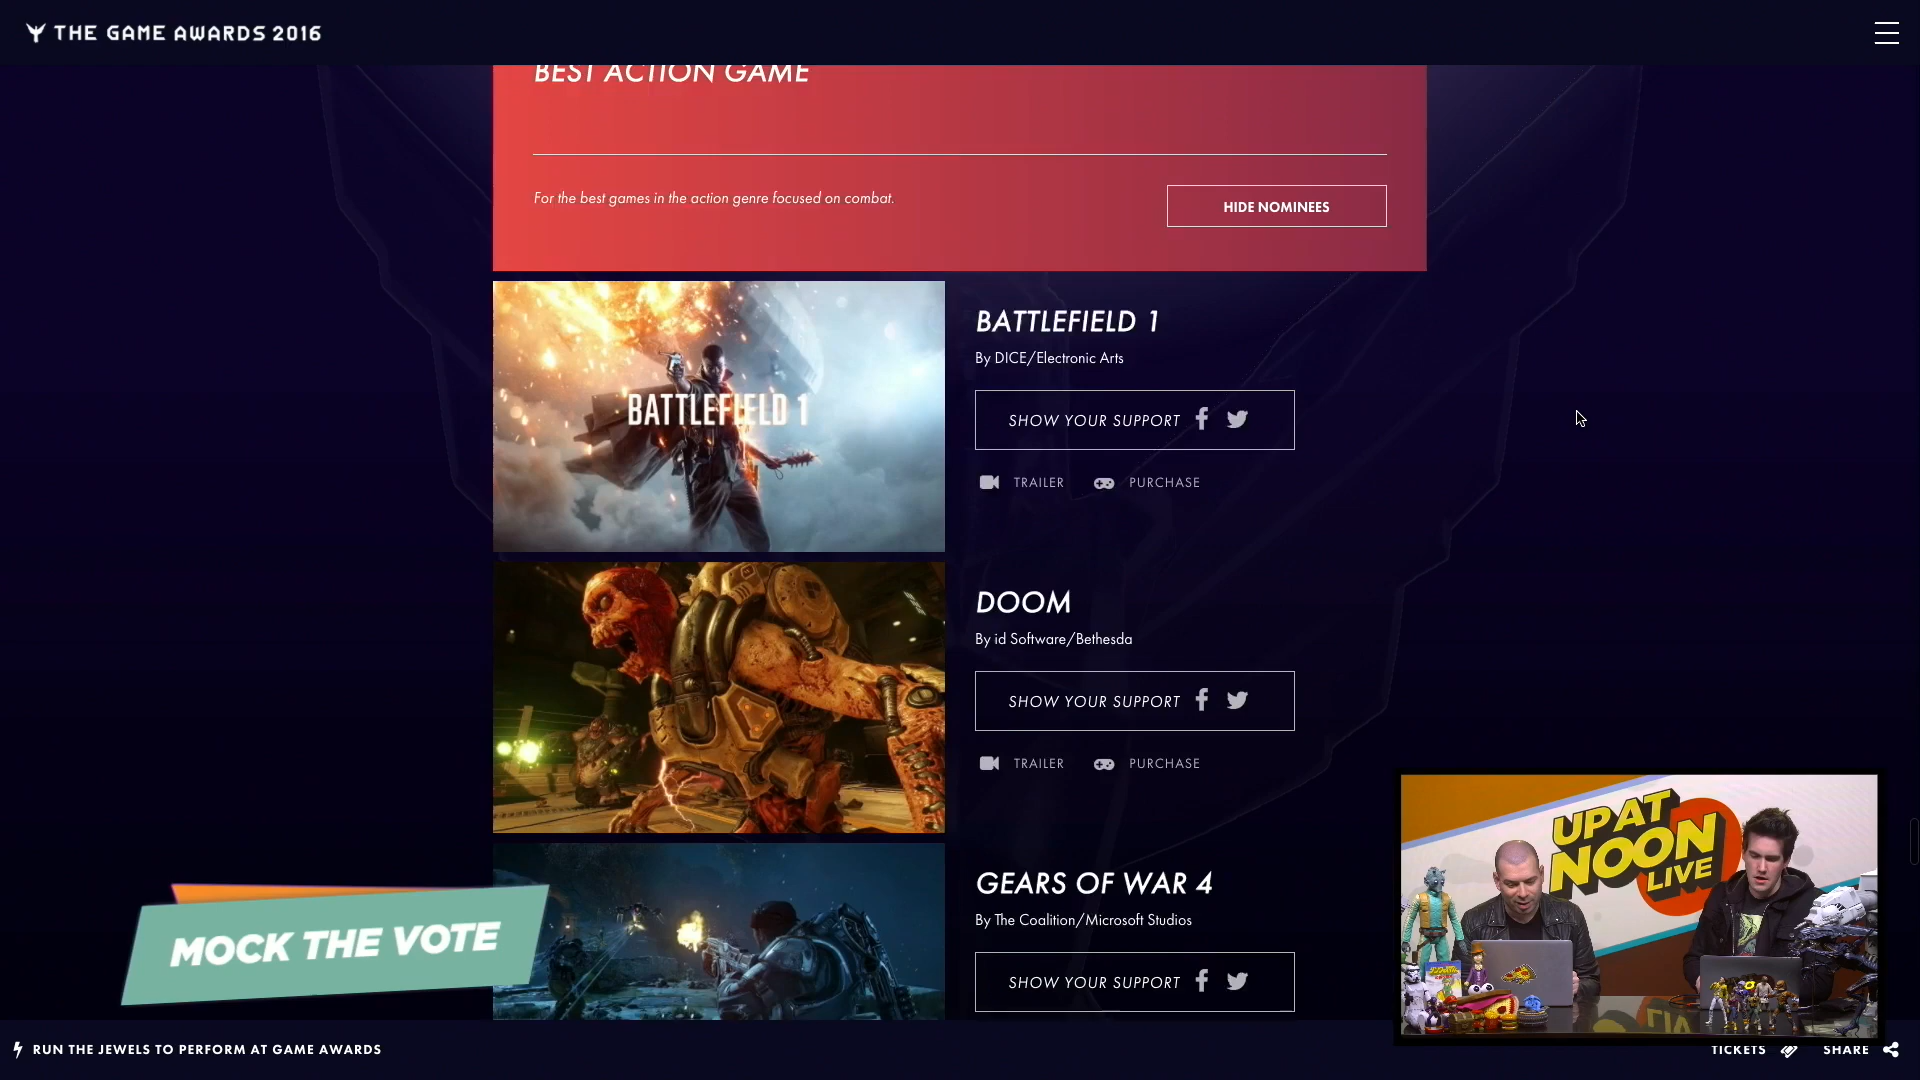 THE GAME AWARDS 2016
BEST ACTION GAME
For the best games in the action genre focused on combat.
HIDE NOMINEES
BATTLEFIELD 1
BATTLEFIELD 1
By DICE/Electronic Arts
SHOW YOUR SUPPORT
TRAILER PURCHASE
DOOM
By id Software/Bethesda
SHOW YOUR SUPPORT
TRAILER PURCHASE
GEARS OF WAR 4
By The Coalition/Microsoft Studios
SHOW YOUR SUPPORT
MOCK THE VOTE
UP AT
NOON
LIVE
RUN THE JEWELS TO PERFORM AT GAME AWARDS
TICKETS
SHARE